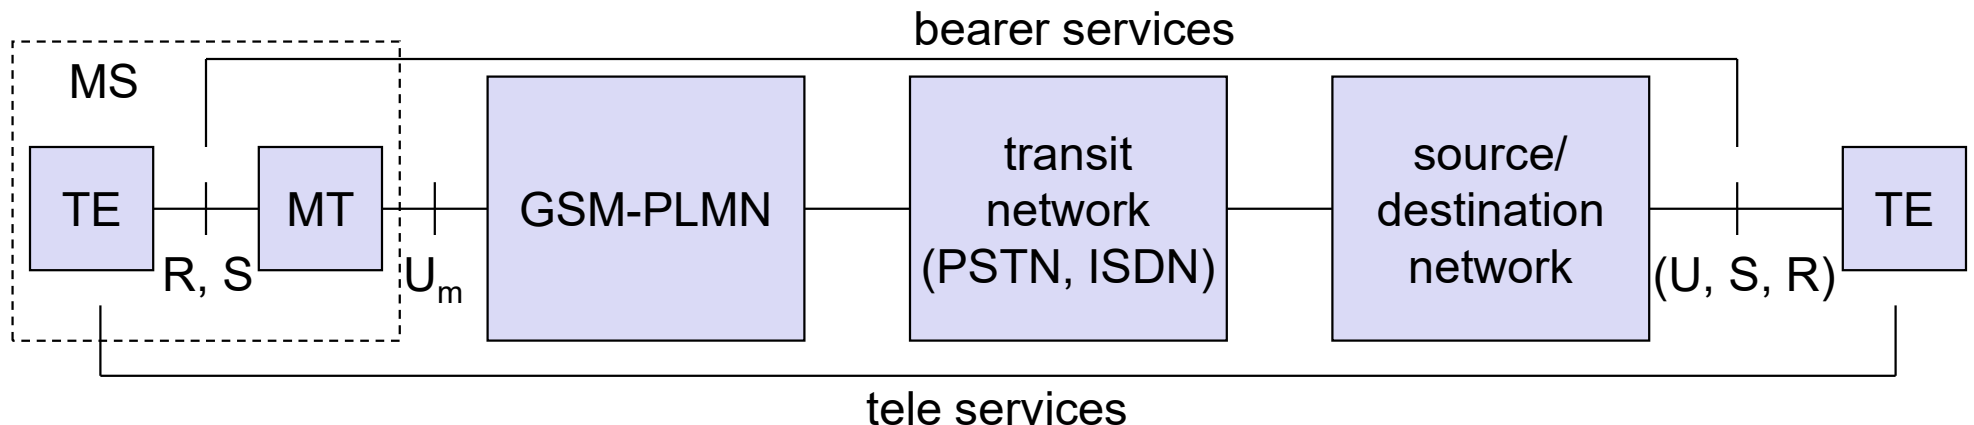 bearer services
MS
TE
R, S
MT
Um
GSM-PLMN
transit
network
(PSTN, ISDN)
source/
destination
network
(U, S, R)
TE
tele services